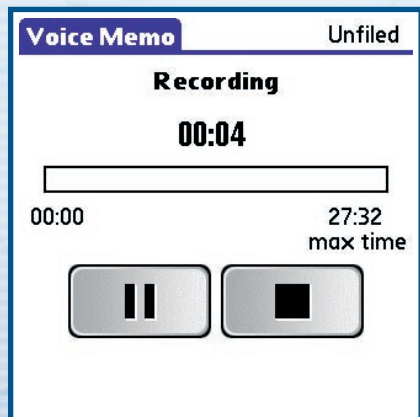 Voice Memo Unfiled
Recording
00:04
00:00 27:32
max time